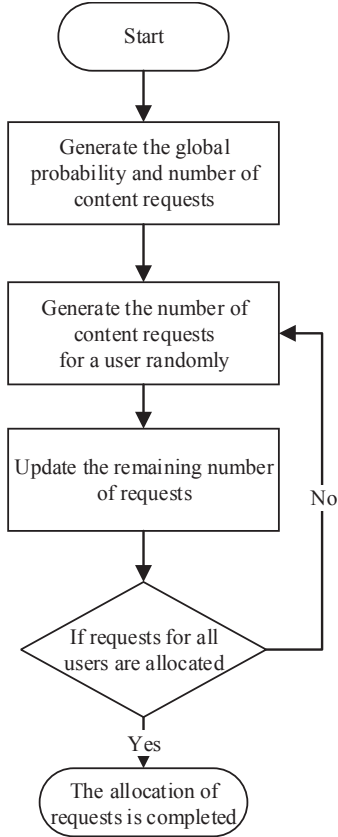 Start
Generate the global
probability and number of
content requests
Generate the number of
content requests
for a user randomly
Update the remaining number
of requests
No
If requests for all
users are allocated
Yes
The allocation of
requests is completed